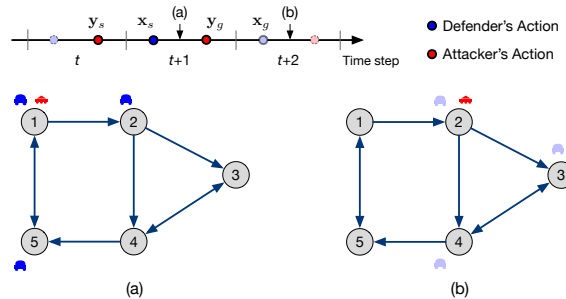 (a) (b)
y_s x_s y_g x_g
t t+1 t+2 Time step
Defender's Action
Attacker's Action
1 2 3 4 5
(a)
1 2 3 4 5
(b)